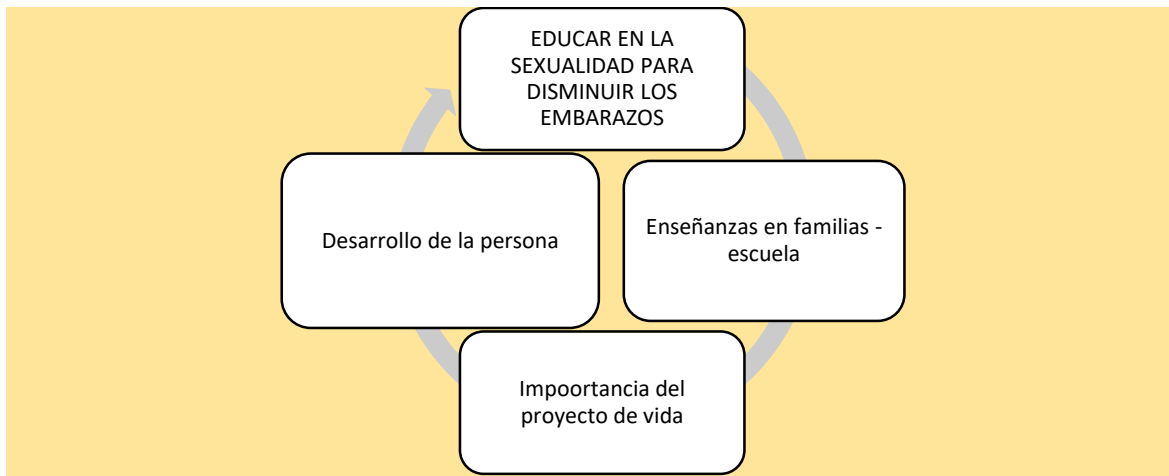 EDUCAR EN LA
SEXUALIDAD PARA
DISMINUIR LOS
EMBARAZOS
Enseñanzas en familias -
escuela
Impoortancia del
proyecto de vida
Desarrollo de la persona